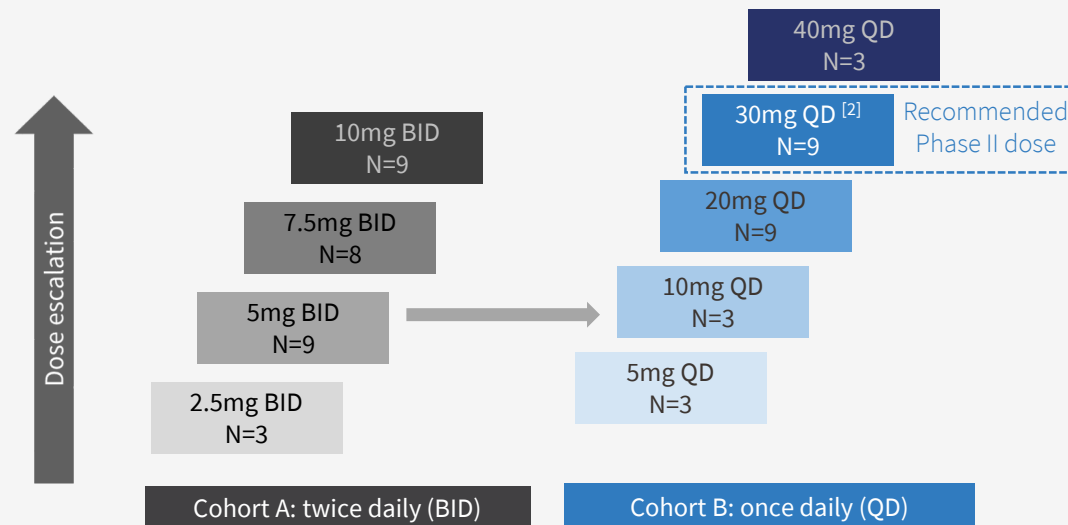 Dose escalation
10mg BID
N=9
7.5mg BID
N=8
5mg BID
N=9
2.5mg BID
N=3
Cohort A: twice daily (BID)
40mg QD
N=3
30mg QD [2]
N=9
Recommended
Phase II dose
20mg QD
N=9
10mg QD
N=3
5mg QD
N=3
Cohort B: once daily (QD)